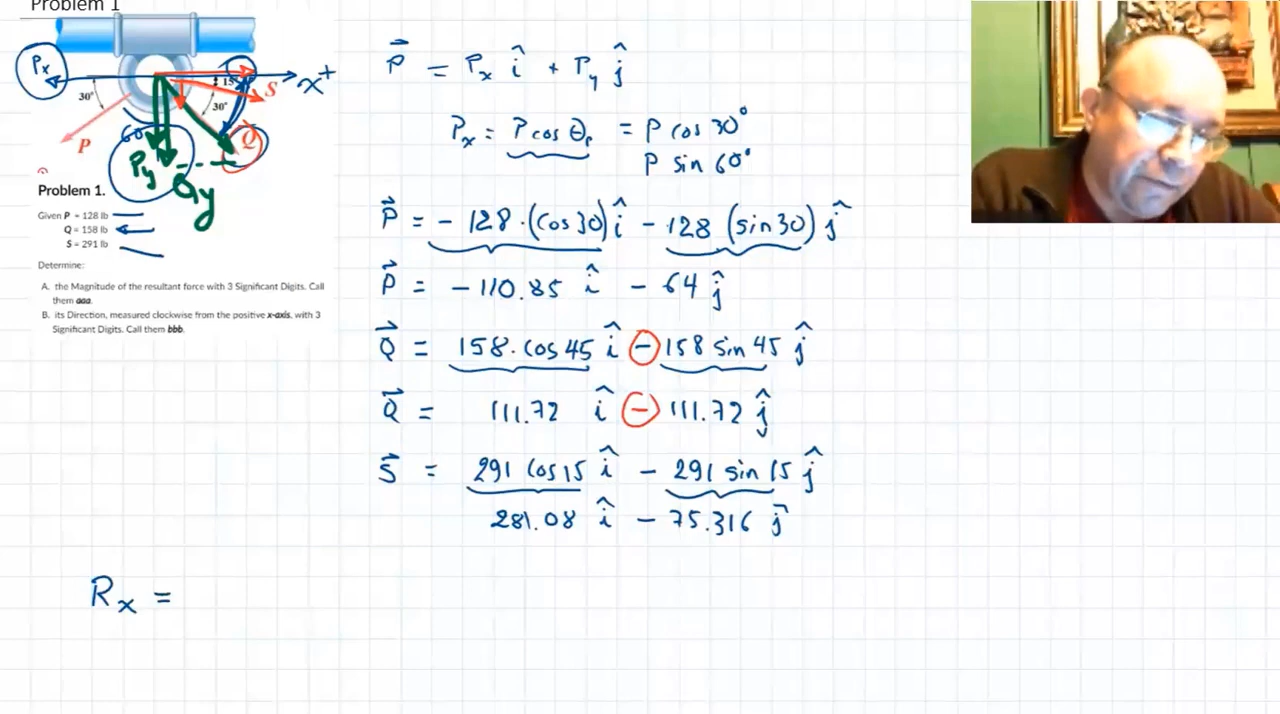 Problem 1
Px
x+
30°
15
S
30°
60
P
Q
Py
Qy
Problem 1.
Given P = 128 lb
Q = 158 lb
S = 291 lb
Determine:
A. the Magnitude of the resultant force with 3 Significant Digits. Call
them aaa.
B. its Direction, measured clockwise from the positive x-axis, with 3
Significant Digits. Call them bbb.
P⃗ = Px î + Py ĵ
Px = P cos θP = P cos 30°
P sin 60°
P⃗ = - 128·(cos 30) î - 128 (sin 30) ĵ
P⃗ = - 110.85 î - 64 ĵ
Q⃗ = 158·cos 45 î - 158 sin 45 ĵ
Q⃗ = 111.72 î - 111.72 ĵ
S⃗ = 291 cos 15 î - 291 sin 15 ĵ
281.08 î - 75.316 ĵ
Rx =